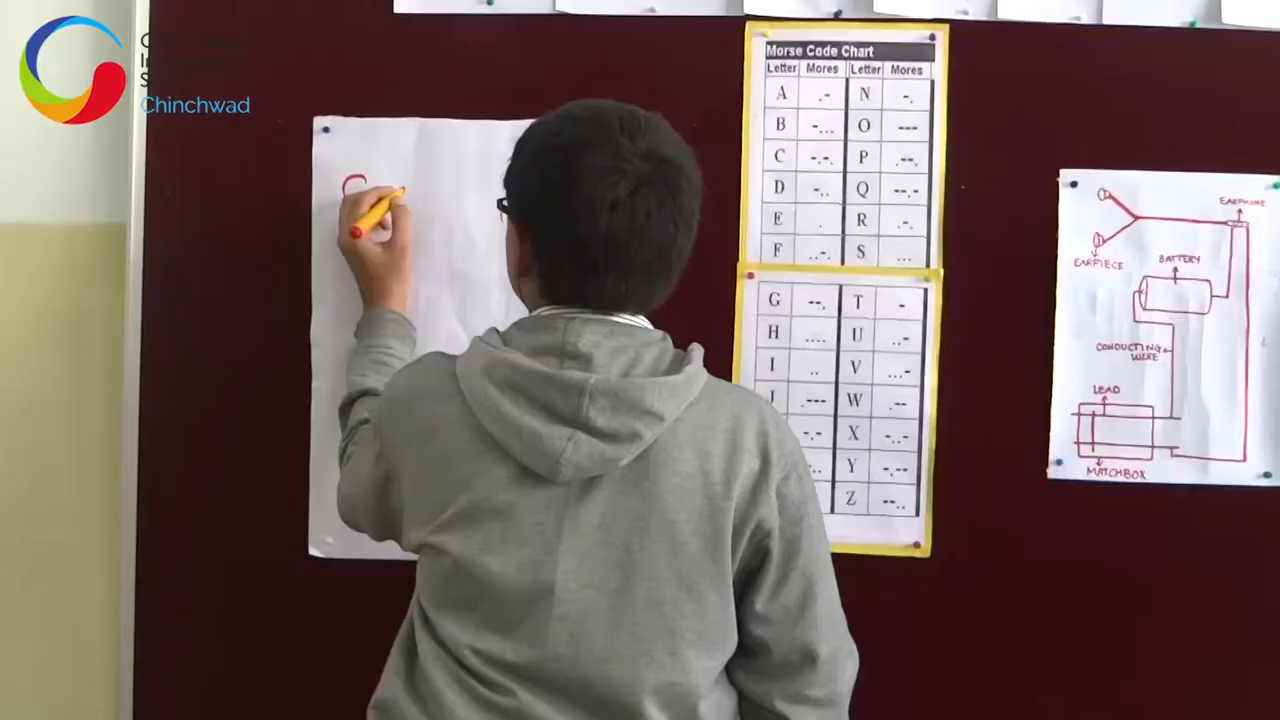 Chinchwad
Morse Code Chart
Letter Mores Letter Mores
A .- N -.
B -... O ---
C -.-. P .--.
D -.. Q --.-
E . R .-.
F ..-. S ...
G --. T -
H .... U ..-
I .. V ...-
J .--- W .--
-.- X -..-
Y -.--
Z --..
EARPHONE
EARPIECE
BATTERY
CONDUCTING
WIRE
LEAD
MATCHBOX